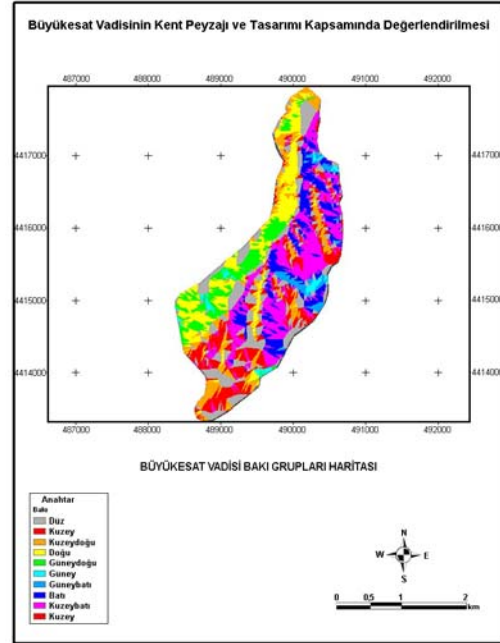 Büyükesat Vadisinin Kent Peyzajı ve Tasarımı Kapsamında Değerlendirilmesi
487000 488000 489000 490000 491000 492000
4417000 4417000
4416000 4416000
4415000 4415000
4414000 4414000
487000 488000 489000 490000 491000 492000
BÜYÜKESAT VADİSİ BAKI GRUPLARI HARİTASI
Anahtar
Bakı
Düz
Kuzey
Kuzeydoğu
Doğu
Güneydoğu
Güney
Güneybatı
Batı
Kuzeybatı
Kuzey
N
W E
S
0 0,5 1 2
km